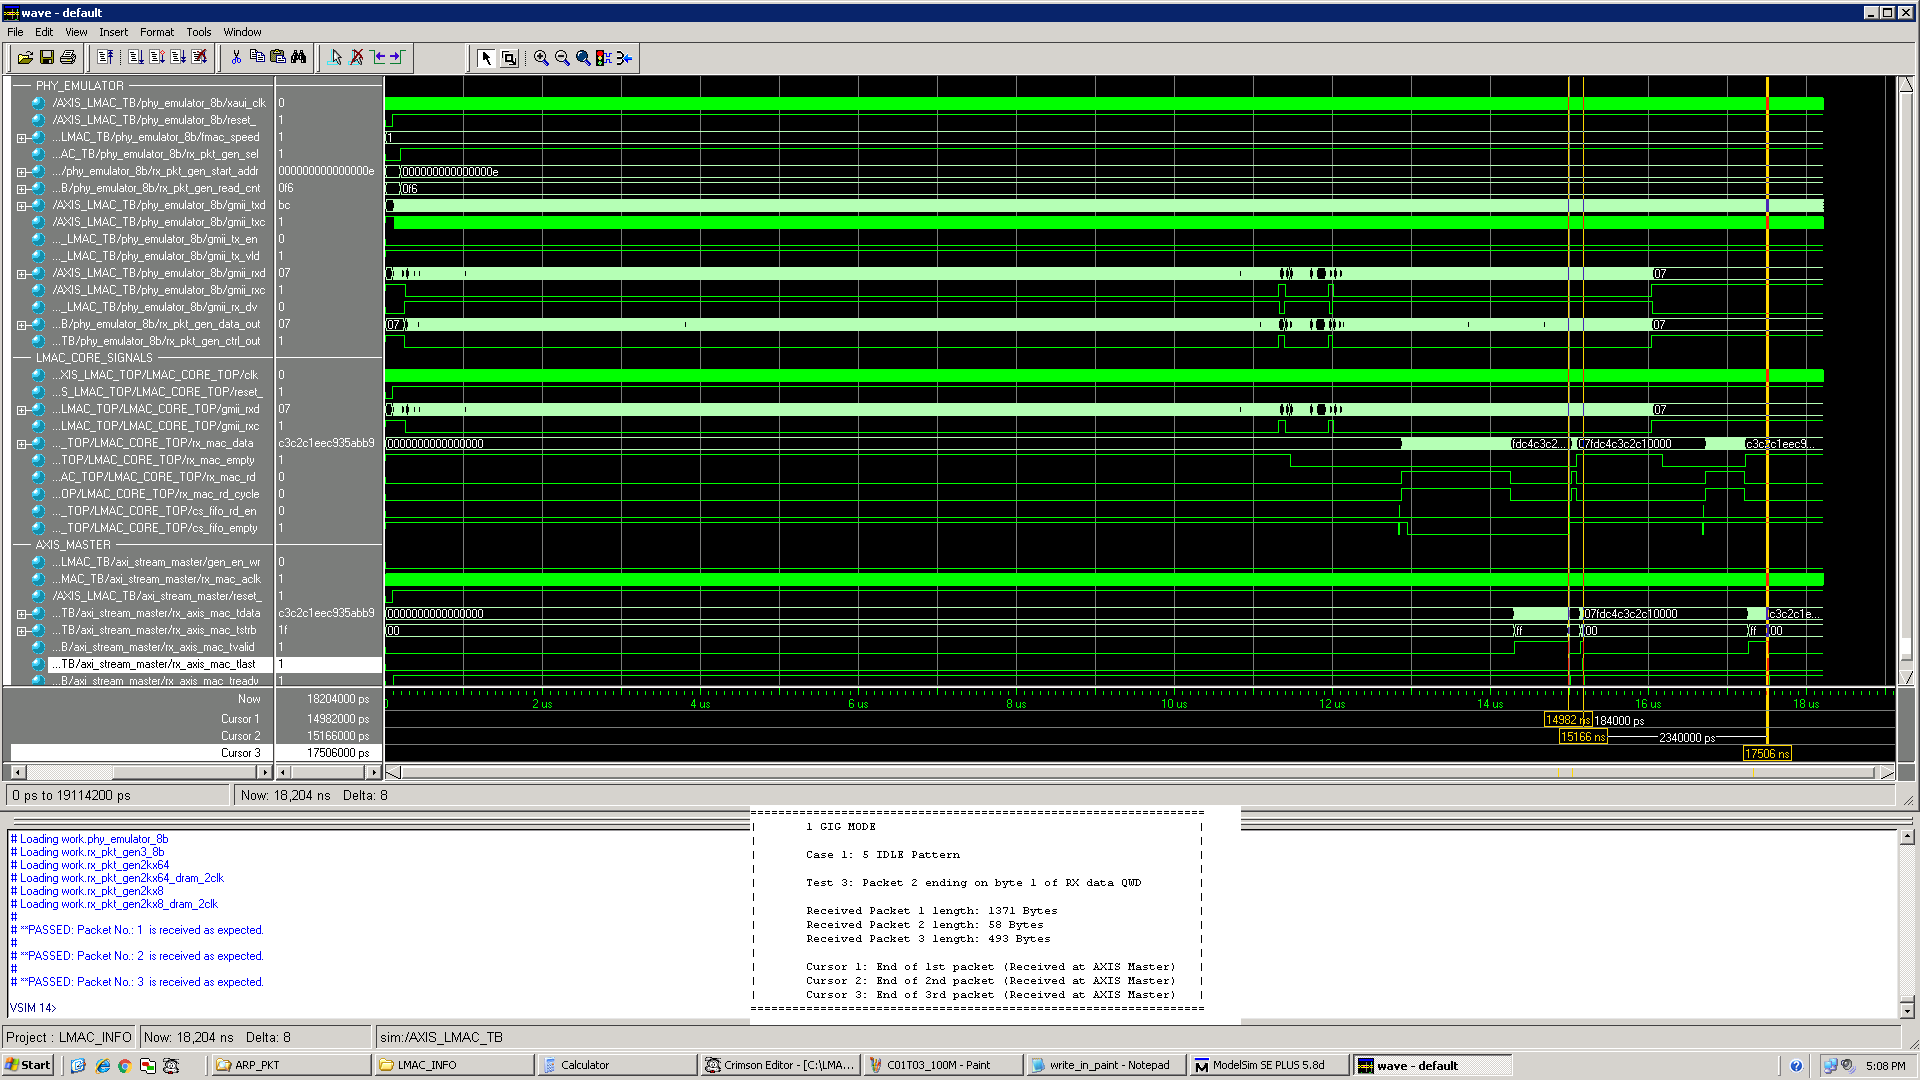 wave - default
File Edit View Insert Format Tools Window
PHY_EMULATOR
/AXIS_LMAC_TB/phy_emulator_8b/xaui_clk 0
/AXIS_LMAC_TB/phy_emulator_8b/reset_ 1
...LMAC_TB/phy_emulator_8b/fmac_speed 1 1
...AC_TB/phy_emulator_8b/rx_pkt_gen_sel 1
.../phy_emulator_8b/rx_pkt_gen_start_addr 000000000000000e 000000000000000e
...B/phy_emulator_8b/rx_pkt_gen_read_cnt 0f6 0f6
/AXIS_LMAC_TB/phy_emulator_8b/gmii_txd bc
/AXIS_LMAC_TB/phy_emulator_8b/gmii_txc 1
..._LMAC_TB/phy_emulator_8b/gmii_tx_en 0
..._LMAC_TB/phy_emulator_8b/gmii_tx_vld 1
/AXIS_LMAC_TB/phy_emulator_8b/gmii_rxd 07 07
/AXIS_LMAC_TB/phy_emulator_8b/gmii_rxc 1
..._LMAC_TB/phy_emulator_8b/gmii_rx_dv 0
...B/phy_emulator_8b/rx_pkt_gen_data_out 07 07 07
...TB/phy_emulator_8b/rx_pkt_gen_ctrl_out 1
LMAC_CORE_SIGNALS
...XIS_LMAC_TOP/LMAC_CORE_TOP/clk 0
...S_LMAC_TOP/LMAC_CORE_TOP/reset_ 1
...LMAC_TOP/LMAC_CORE_TOP/gmii_rxd 07 07
...LMAC_TOP/LMAC_CORE_TOP/gmii_rxc 1
..._TOP/LMAC_CORE_TOP/rx_mac_data c3c2c1eec935abb9 0000000000000000 fdc4c3c2... 07fdc4c3c2c10000 c3c2c1eec9...
...TOP/LMAC_CORE_TOP/rx_mac_empty 1
...AC_TOP/LMAC_CORE_TOP/rx_mac_rd 0
...OP/LMAC_CORE_TOP/rx_mac_rd_cycle 0
..._TOP/LMAC_CORE_TOP/cs_fifo_rd_en 0
..._TOP/LMAC_CORE_TOP/cs_fifo_empty 1
AXIS_MASTER
...LMAC_TB/axi_stream_master/gen_en_wr 0
...MAC_TB/axi_stream_master/rx_mac_aclk 1
/AXIS_LMAC_TB/axi_stream_master/reset_ 1
...TB/axi_stream_master/rx_axis_mac_tdata c3c2c1eec935abb9 0000000000000000 07fdc4c3c2c10000 c3c2c1e...
...TB/axi_stream_master/rx_axis_mac_tstrb 1f 00 ff 00 ff 00
...B/axi_stream_master/rx_axis_mac_tvalid 1
...TB/axi_stream_master/rx_axis_mac_tlast 1
...B/axi_stream_master/rx_axis_mac_tready 1
Now 18204000 ps 0 2 us 4 us 6 us 8 us 10 us 12 us 14 us 16 us 18 us
Cursor 1 14982000 ps 14982 ns 184000 ps
Cursor 2 15166000 ps 15166 ns 2340000 ps
Cursor 3 17506000 ps 17506 ns
0 ps to 19114200 ps Now: 18,204 ns Delta: 8
# Loading work.phy_emulator_8b
# Loading work.rx_pkt_gen3_8b
# Loading work.rx_pkt_gen2kx64
# Loading work.rx_pkt_gen2kx64_dram_2clk
# Loading work.rx_pkt_gen2kx8
# Loading work.rx_pkt_gen2kx8_dram_2clk
#
# **PASSED: Packet No.: 1 is received as expected.
#
# **PASSED: Packet No.: 2 is received as expected.
#
# **PASSED: Packet No.: 3 is received as expected.
VSIM 14>
1 GIG MODE
Case 1: 5 IDLE Pattern
Test 3: Packet 2 ending on byte 1 of RX data QWD
Received Packet 1 length: 1371 Bytes
Received Packet 2 length: 58 Bytes
Received Packet 3 length: 493 Bytes
Cursor 1: End of 1st packet (Received at AXIS Master)
Cursor 2: End of 2nd packet (Received at AXIS Master)
Cursor 3: End of 3rd packet (Received at AXIS Master)
Project : LMAC_INFO Now: 18,204 ns Delta: 8 sim:/AXIS_LMAC_TB
Start ARP_PKT LMAC_INFO Calculator Crimson Editor - [C:\LMA... C01T03_100M - Paint write_in_paint - Notepad ModelSim SE PLUS 5.8d wave - default 5:08 PM